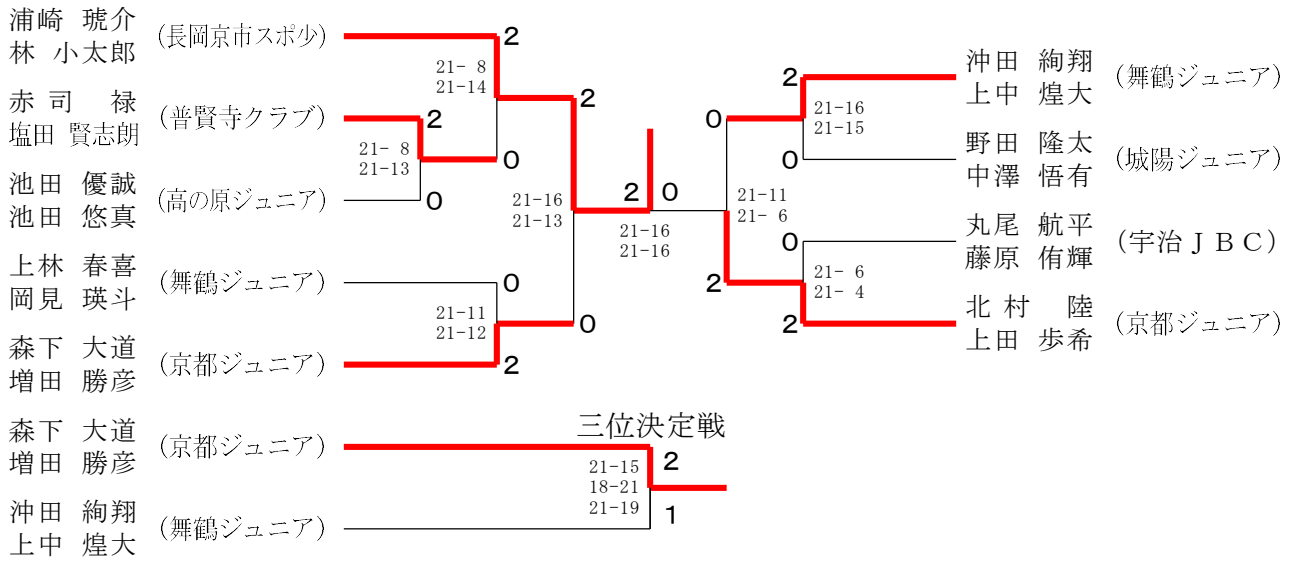 浦崎 琥介
林 小太郎
(長岡京市スポ少)
赤司 禄
塩田 賢志朗
(普賢寺クラブ)
池田 優誠
池田 悠真
(高の原ジュニア)
上林 春喜
岡見 瑛斗
(舞鶴ジュニア)
森下 大道
増田 勝彦
(京都ジュニア)
2
21- 8
21-14
2
21- 8
21-13
0
0
2
21-16
21-13
0
21-11
21-12
2
0
2
0
21-16
21-16
0
21-11
21- 6
2
2
21-16
21-15
0
0
21- 6
21- 4
2
沖田 絢翔
上中 煌大
(舞鶴ジュニア)
野田 隆太
中澤 悟有
(城陽ジュニア)
丸尾 航平
藤原 侑輝
(宇治ＪＢＣ)
北村 陸
上田 歩希
(京都ジュニア)
三位決定戦
森下 大道
増田 勝彦
(京都ジュニア)
沖田 絢翔
上中 煌大
(舞鶴ジュニア)
21-15
18-21
21-19
2
1